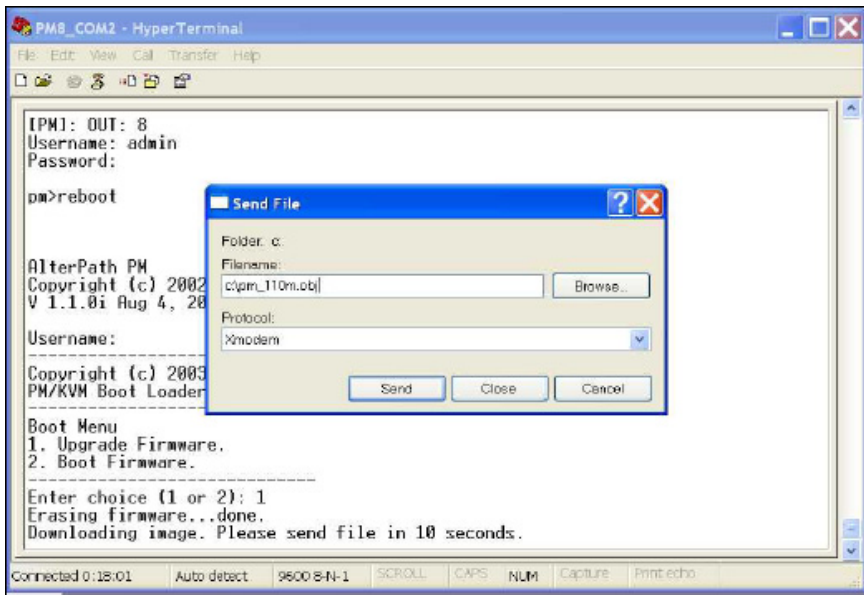 PM8_COM2 - HyperTerminal
File Edit View Call Transfer Help
[PM]: OUT: 8
Username: admin
Password:
pm>reboot
AlterPath PM
Copyright (c) 2002
V 1.1.0i Aug 4, 20
Username:
Copyright (c) 2003
PM/KVM Boot Loader
Boot Menu
1. Upgrade Firmware.
2. Boot Firmware.
Enter choice (1 or 2): 1
Erasing firmware...done.
Downloading image. Please send file in 10 seconds.
Send File
Folder: c:
Filename:
c:\pm_110m.obj
Browse...
Protocol:
Xmodem
Send Close Cancel
Connected 0:18:01 Auto detect 9600 8-N-1 SCROLL CAPS NUM Capture Print echo